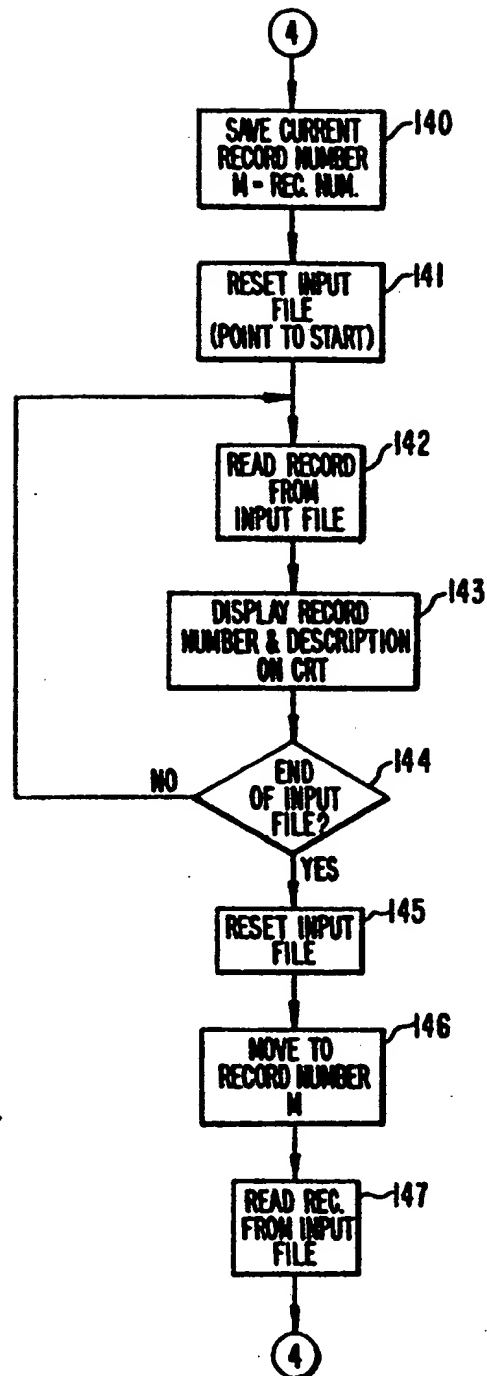 4
SAVE CURRENT
RECORD NUMBER
M - REC. NUM.
140
RESET INPUT
FILE
(POINT TO START)
141
READ RECORD
FROM
INPUT FILE
142
DISPLAY RECORD
NUMBER & DESCRIPTION
ON CRT
143
END
OF INPUT
FILE?
144
NO
YES
RESET INPUT
FILE
145
MOVE TO
RECORD NUMBER
M
146
READ REC.
FROM INPUT
FILE
147
4